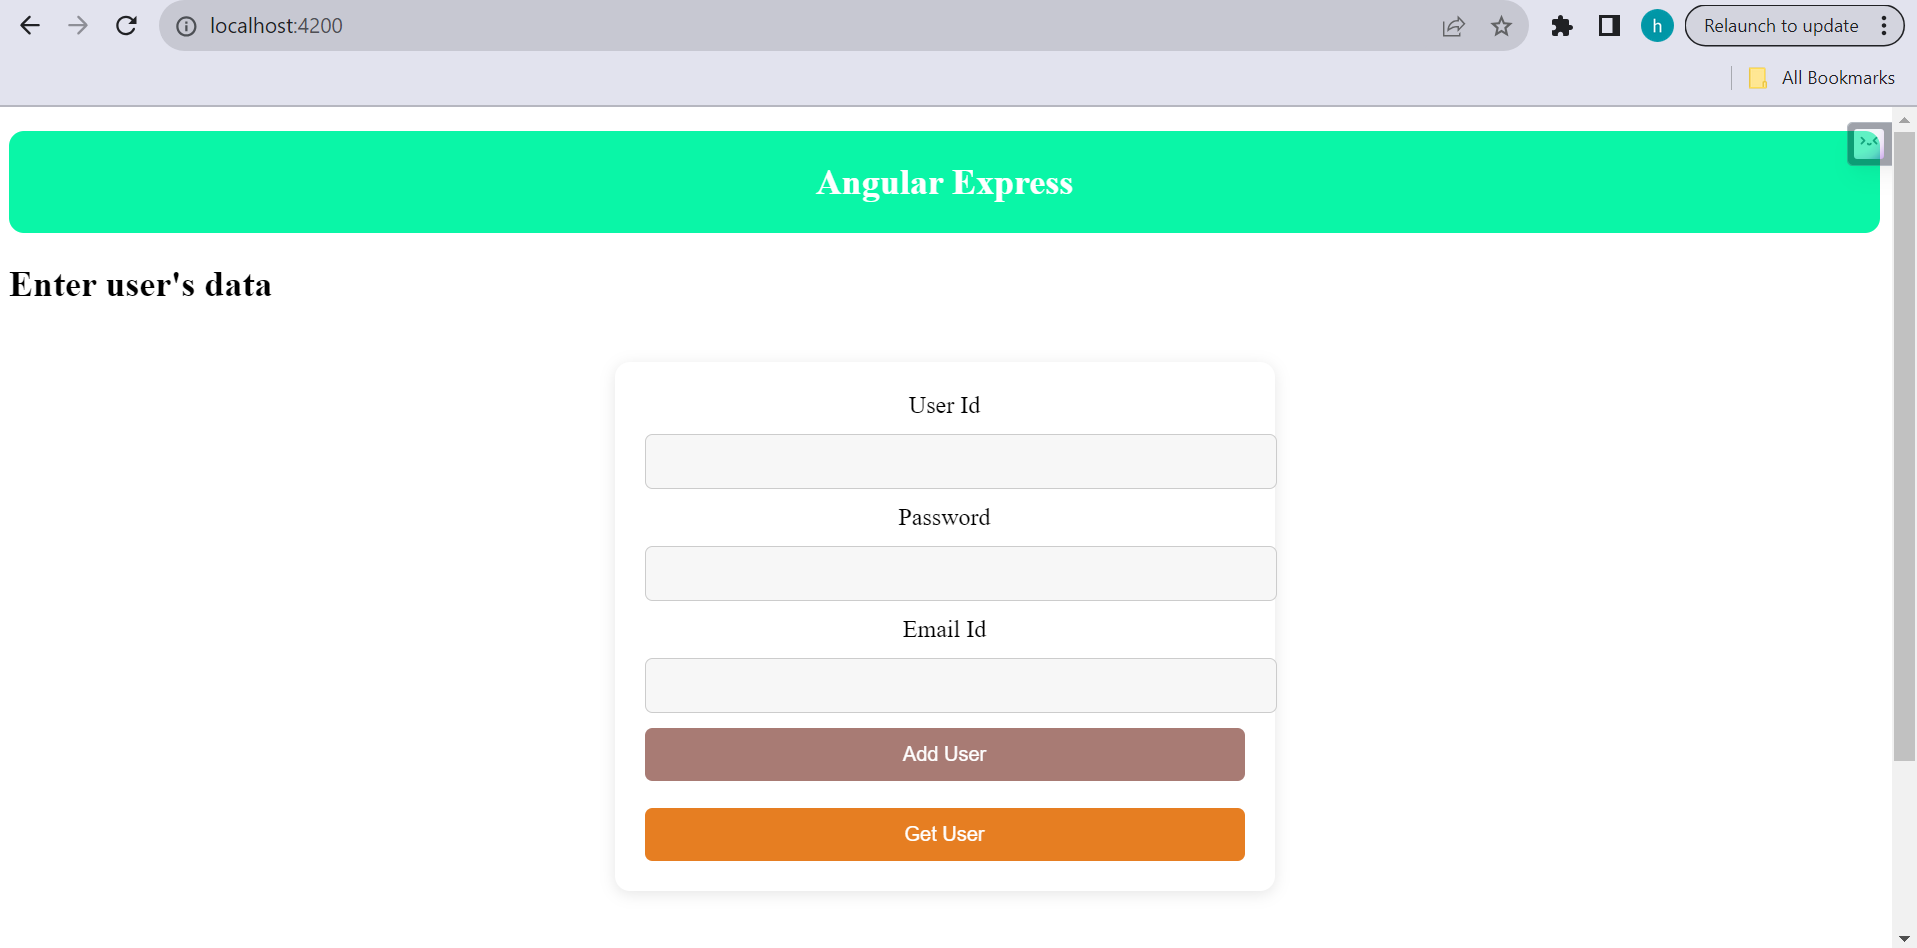 localhost:4200
h
Relaunch to update
All Bookmarks
Angular Express
Enter user's data
User Id
Password
Email Id
Add User
Get User